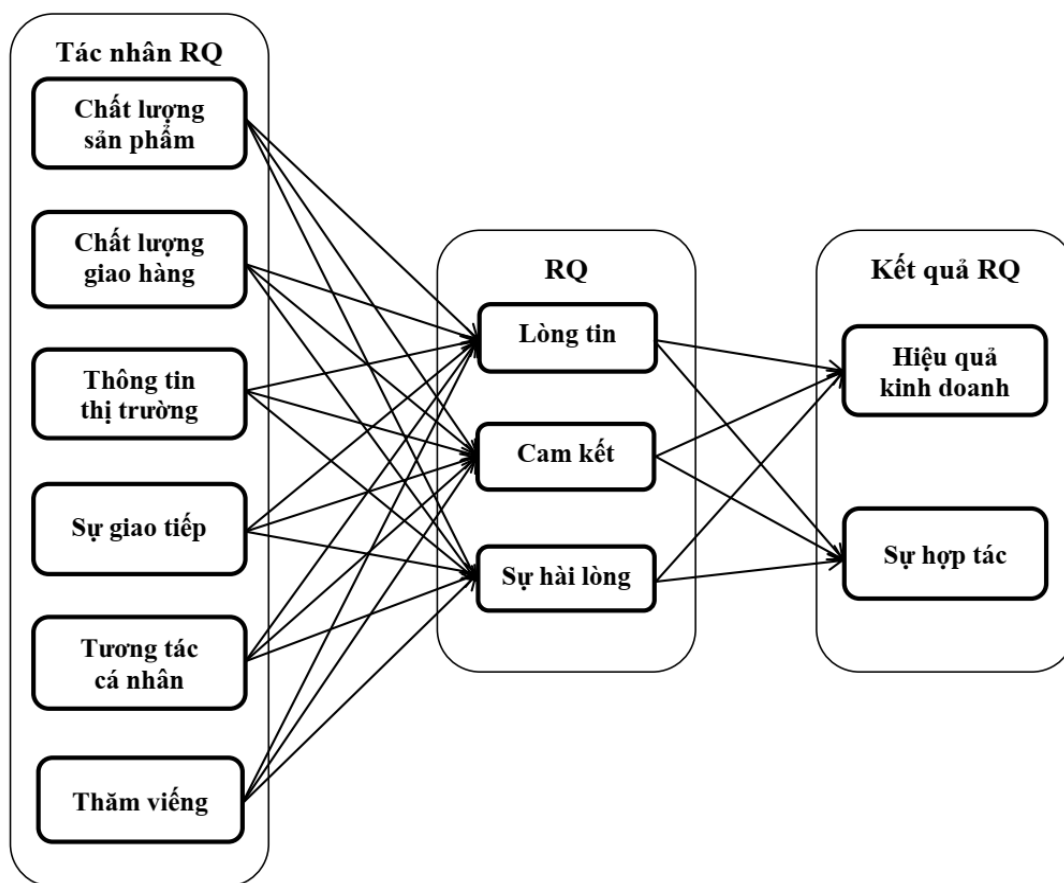 Tác nhân RQ
Chất lượng
sản phẩm
Chất lượng
giao hàng
Thông tin
thị trường
Sự giao tiếp
Tương tác
cá nhân
Thăm viếng
RQ
Lòng tin
Cam kết
Sự hài lòng
Kết quả RQ
Hiệu quả
kinh doanh
Sự hợp tác